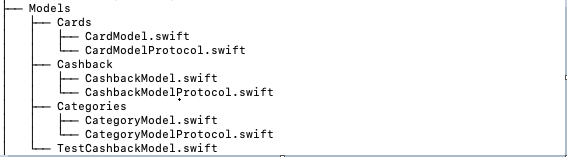 Models
Cards
CardModel.swift
CardModelProtocol.swift
Cashback
CashbackModel.swift
CashbackModelProtocol.swift
Categories
CategoryModel.swift
CategoryModelProtocol.swift
TestCashbackModel.swift